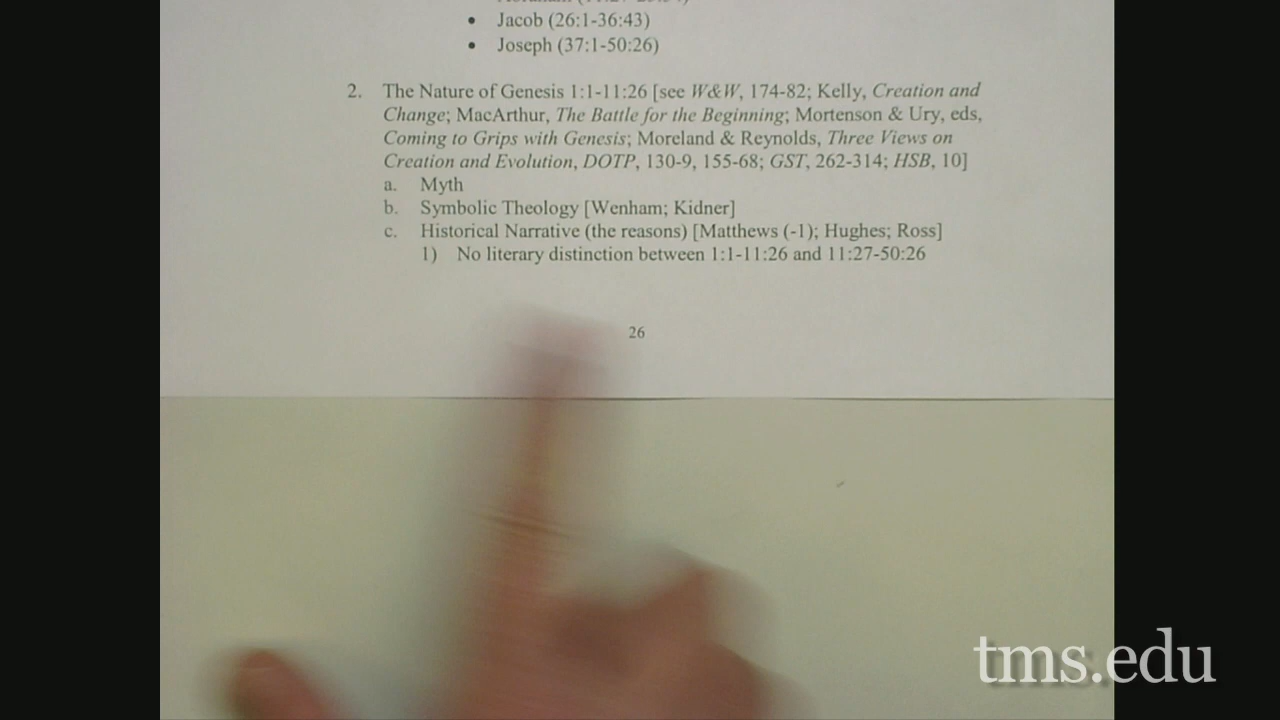 • Jacob (26:1-36:43)
• Joseph (37:1-50:26)
2. The Nature of Genesis 1:1-11:26 [see W&W, 174-82; Kelly, Creation and
Change; MacArthur, The Battle for the Beginning; Mortenson & Ury, eds,
Coming to Grips with Genesis; Moreland & Reynolds, Three Views on
Creation and Evolution, DOTP, 130-9, 155-68; GST, 262-314; HSB, 10]
a. Myth
b. Symbolic Theology [Wenham; Kidner]
c. Historical Narrative (the reasons) [Matthews (-1); Hughes; Ross]
1) No literary distinction between 1:1-11:26 and 11:27-50:26
26
tms.edu